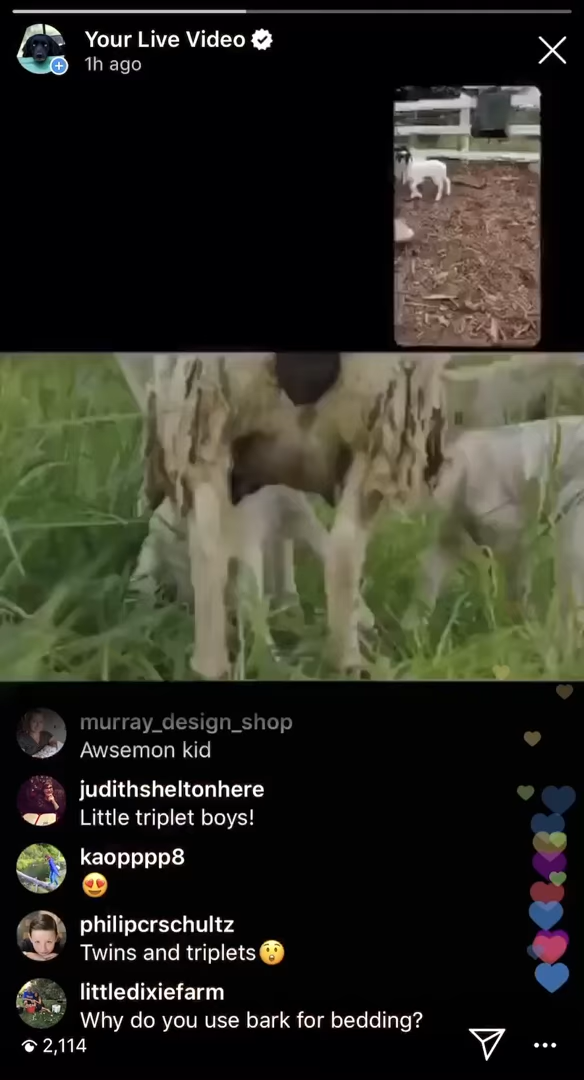 Your Live Video
1h ago
murray_design_shop
Awsemon kid
judithsheltonhere
Little triplet boys!
kaopppp8
😍
philipcrschultz
Twins and triplets😲
littledixiefarm
Why do you use bark for bedding?
2,114